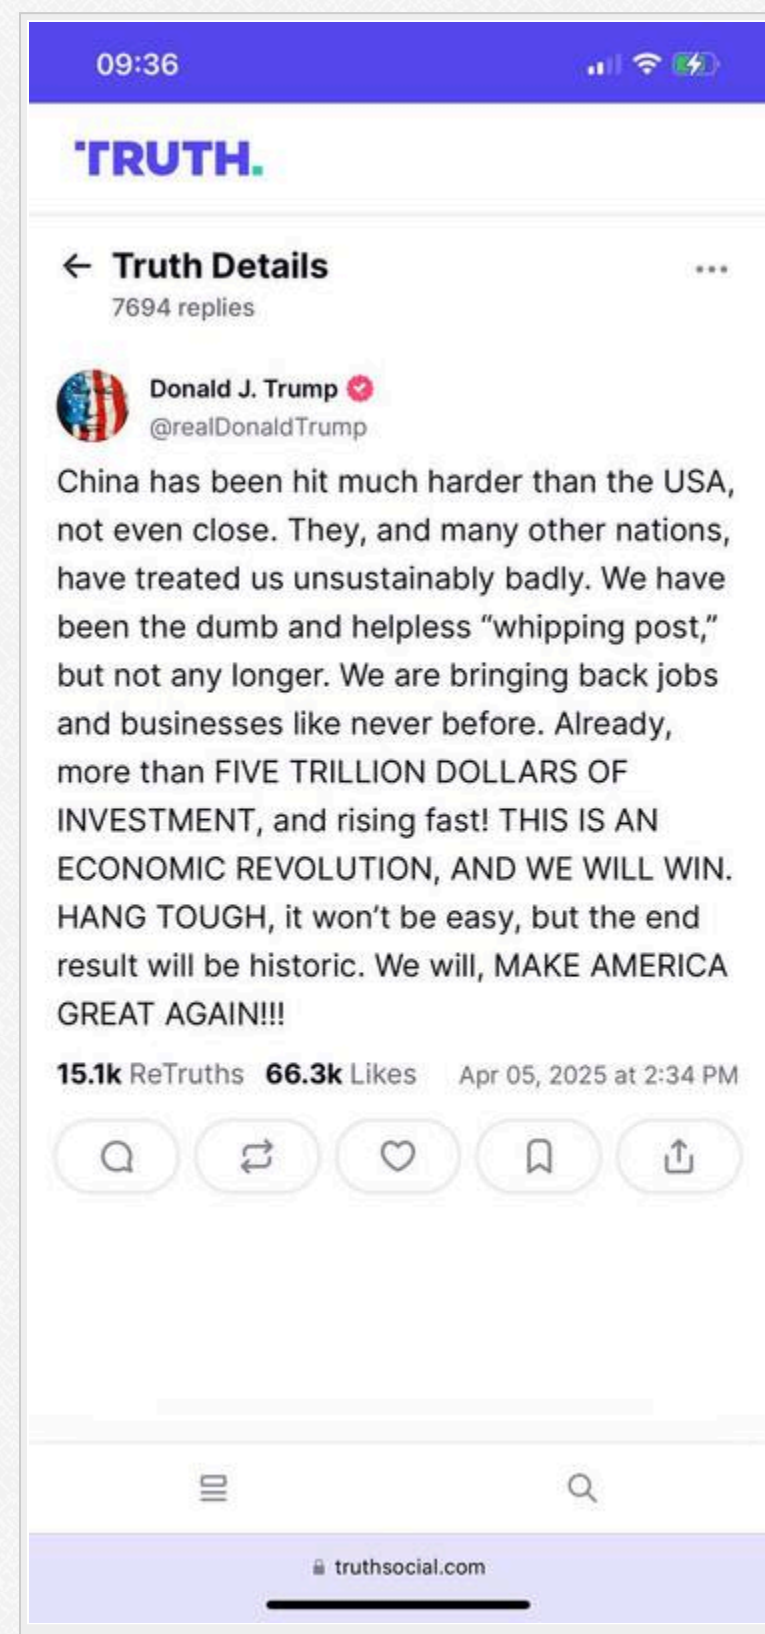 09:36
TRUTH.
Truth Details
7694 replies
Donald J. Trump
@realDonaldTrump
China has been hit much harder than the USA,
not even close. They, and many other nations,
have treated us unsustainably badly. We have
been the dumb and helpless “whipping post,”
but not any longer. We are bringing back jobs
and businesses like never before. Already,
more than FIVE TRILLION DOLLARS OF
INVESTMENT, and rising fast! THIS IS AN
ECONOMIC REVOLUTION, AND WE WILL WIN.
HANG TOUGH, it won’t be easy, but the end
result will be historic. We will, MAKE AMERICA
GREAT AGAIN!!!
15.1k ReTruths 66.3k Likes Apr 05, 2025 at 2:34 PM
truthsocial.com